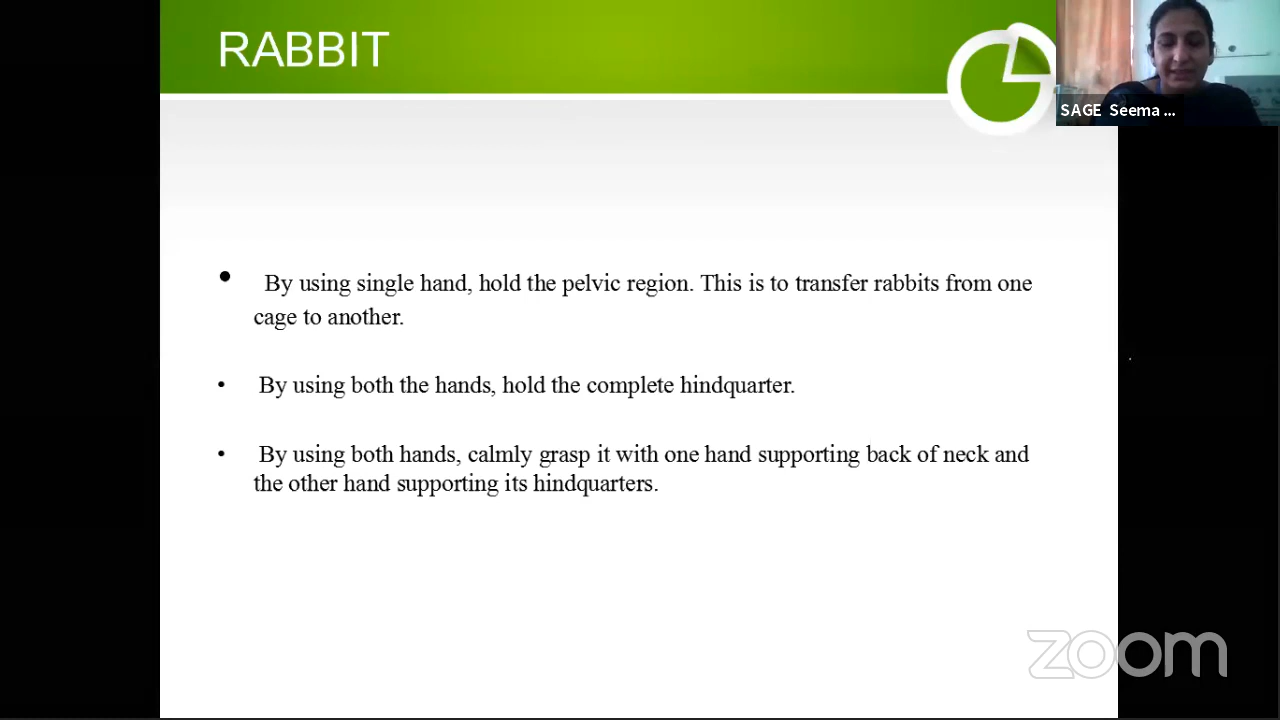 RABBIT
SAGE Seema ...
• By using single hand, hold the pelvic region. This is to transfer rabbits from one
cage to another.
• By using both the hands, hold the complete hindquarter.
• By using both hands, calmly grasp it with one hand supporting back of neck and
the other hand supporting its hindquarters.
zoom